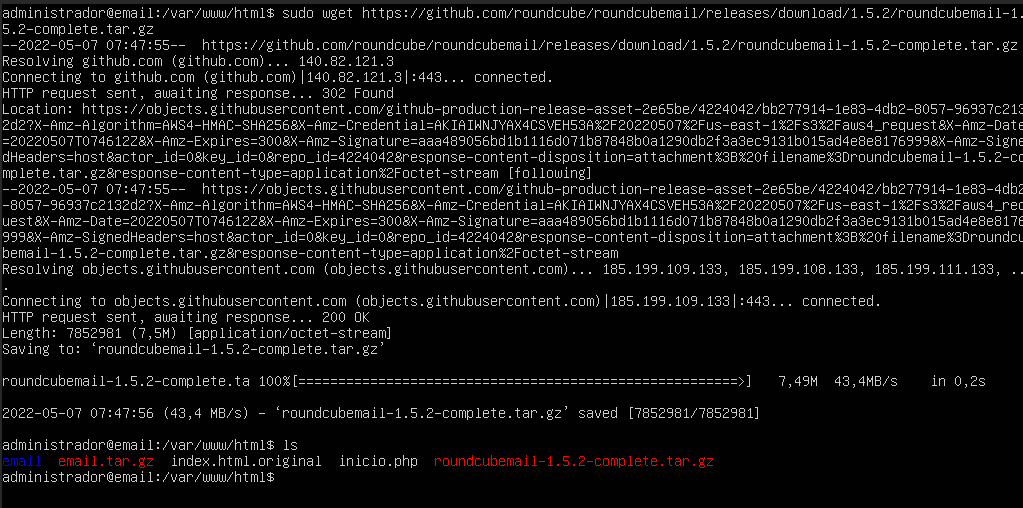 administrador@email:/var/www/html$ sudo wget https://github.com/roundcube/roundcubemail/releases/download/1.5.2/roundcubemail-1.
5.2-complete.tar.gz
--2022-05-07 07:47:55--  https://github.com/roundcube/roundcubemail/releases/download/1.5.2/roundcubemail-1.5.2-complete.tar.gz
Resolving github.com (github.com)... 140.82.121.3
Connecting to github.com (github.com)|140.82.121.3|:443... connected.
HTTP request sent, awaiting response... 302 Found
Location: https://objects.githubusercontent.com/github-production-release-asset-2e65be/4224042/bb277914-1e83-4db2-8057-96937c213
2d2?X-Amz-Algorithm=AWS4-HMAC-SHA256&X-Amz-Credential=AKIAIWNJYAX4CSVEH53A%2F20220507%2Fus-east-1%2Fs3%2Faws4_request&X-Amz-Date
=20220507T074612Z&X-Amz-Expires=300&X-Amz-Signature=aaa489056bd1b1116d071b87848b0a1290db2f3a3ec9131b015ad4e8e8176999&X-Amz-Signe
dHeaders=host&actor_id=0&key_id=0&repo_id=4224042&response-content-disposition=attachment%3B%20filename%3Droundcubemail-1.5.2-co
mplete.tar.gz&response-content-type=application%2Foctet-stream [following]
--2022-05-07 07:47:55--  https://objects.githubusercontent.com/github-production-release-asset-2e65be/4224042/bb277914-1e83-4db2
-8057-96937c2132d2?X-Amz-Algorithm=AWS4-HMAC-SHA256&X-Amz-Credential=AKIAIWNJYAX4CSVEH53A%2F20220507%2Fus-east-1%2Fs3%2Faws4_req
uest&X-Amz-Date=20220507T074612Z&X-Amz-Expires=300&X-Amz-Signature=aaa489056bd1b1116d071b87848b0a1290db2f3a3ec9131b015ad4e8e8176
999&X-Amz-SignedHeaders=host&actor_id=0&key_id=0&repo_id=4224042&response-content-disposition=attachment%3B%20filename%3Droundcu
bemail-1.5.2-complete.tar.gz&response-content-type=application%2Foctet-stream
Resolving objects.githubusercontent.com (objects.githubusercontent.com)... 185.199.109.133, 185.199.108.133, 185.199.111.133, ..
.
Connecting to objects.githubusercontent.com (objects.githubusercontent.com)|185.199.109.133|:443... connected.
HTTP request sent, awaiting response... 200 OK
Length: 7852981 (7,5M) [application/octet-stream]
Saving to: ‘roundcubemail-1.5.2-complete.tar.gz’
roundcubemail-1.5.2-complete.ta 100%[=======================================================>]   7,49M  43,4MB/s    in 0,2s
2022-05-07 07:47:56 (43,4 MB/s) - ‘roundcubemail-1.5.2-complete.tar.gz’ saved [7852981/7852981]
administrador@email:/var/www/html$ ls
email  email.tar.gz  index.html.original  inicio.php  roundcubemail-1.5.2-complete.tar.gz
administrador@email:/var/www/html$